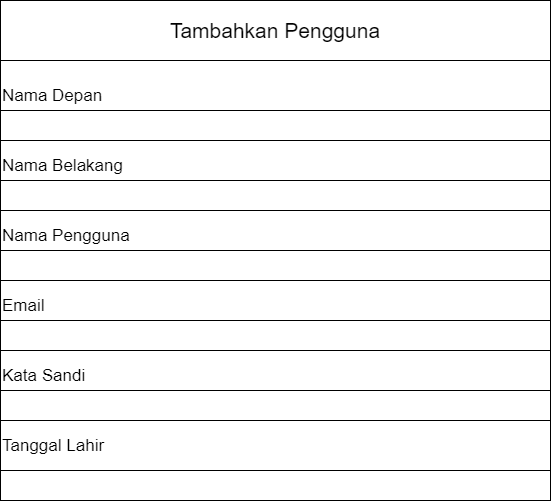 Tambahkan Pengguna
Nama Depan
Nama Belakang
Nama Pengguna
Email
Kata Sandi
Tanggal Lahir